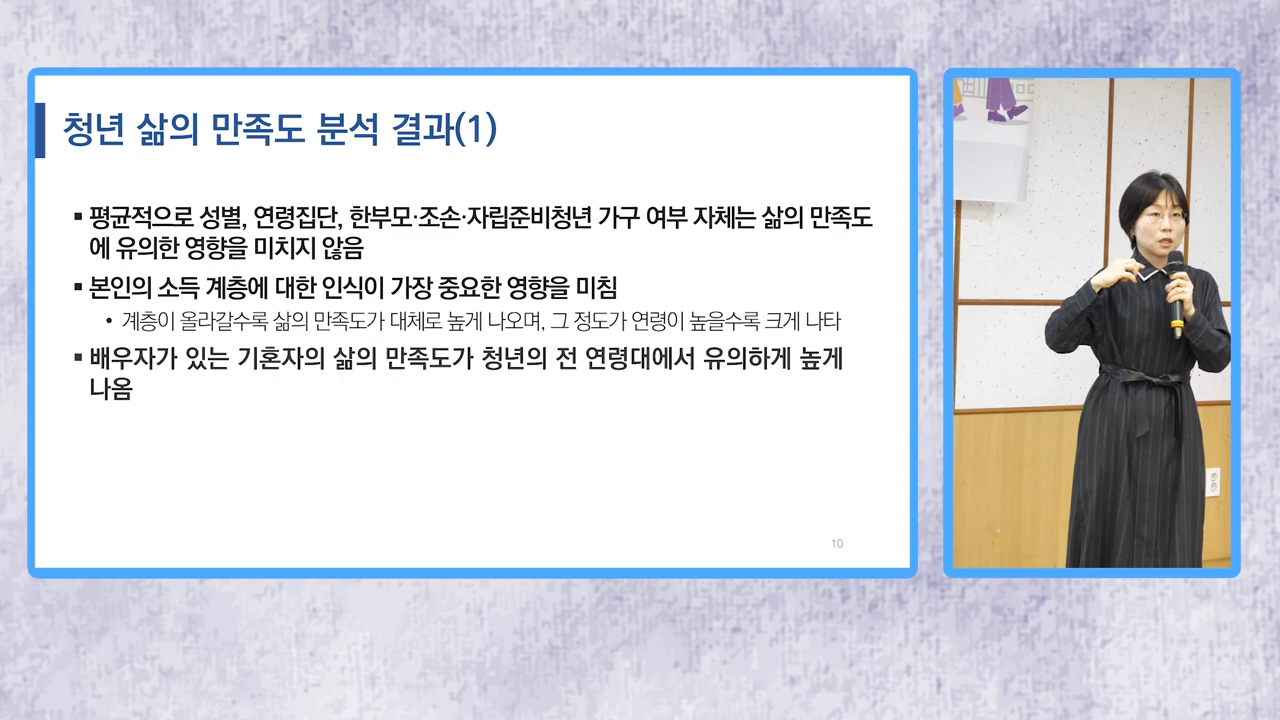 청년 삶의 만족도 분석 결과(1)
▪ 평균적으로 성별, 연령집단, 한부모·조손·자립준비청년 가구 여부 자체는 삶의 만족도
에 유의한 영향을 미치지 않음
▪ 본인의 소득 계층에 대한 인식이 가장 중요한 영향을 미침
• 계층이 올라갈수록 삶의 만족도가 대체로 높게 나오며, 그 정도가 연령이 높을수록 크게 나타
▪ 배우자가 있는 기혼자의 삶의 만족도가 청년의 전 연령대에서 유의하게 높게
나옴
10